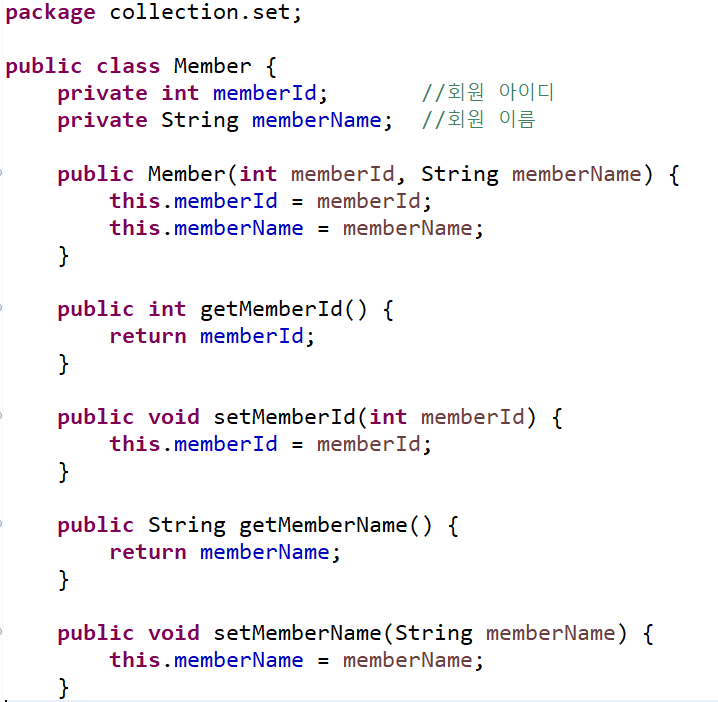 package collection.set;

public class Member {
    private int memberId;       //회원 아이디
    private String memberName;  //회원 이름

    public Member(int memberId, String memberName) {
        this.memberId = memberId;
        this.memberName = memberName;
    }

    public int getMemberId() {
        return memberId;
    }

    public void setMemberId(int memberId) {
        this.memberId = memberId;
    }

    public String getMemberName() {
        return memberName;
    }

    public void setMemberName(String memberName) {
        this.memberName = memberName;
    }